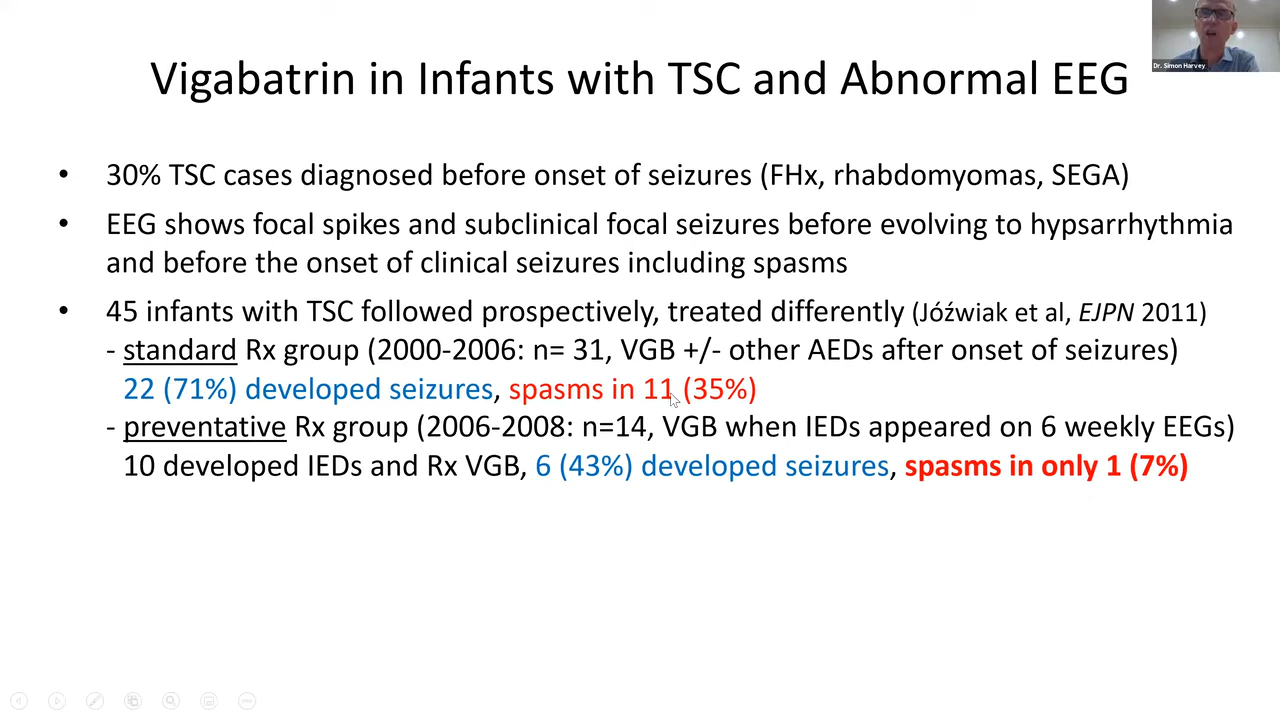 Vigabatrin in Infants with TSC and Abnormal EEG
Dr. Simon Harvey
• 30% TSC cases diagnosed before onset of seizures (FHx, rhabdomyomas, SEGA)
• EEG shows focal spikes and subclinical focal seizures before evolving to hypsarrhythmia
and before the onset of clinical seizures including spasms
• 45 infants with TSC followed prospectively, treated differently (Jóźwiak et al, EJPN 2011)
- standard Rx group (2000-2006: n= 31, VGB +/- other AEDs after onset of seizures)
22 (71%) developed seizures, spasms in 11 (35%)
- preventative Rx group (2006-2008: n=14, VGB when IEDs appeared on 6 weekly EEGs)
10 developed IEDs and Rx VGB, 6 (43%) developed seizures, spasms in only 1 (7%)